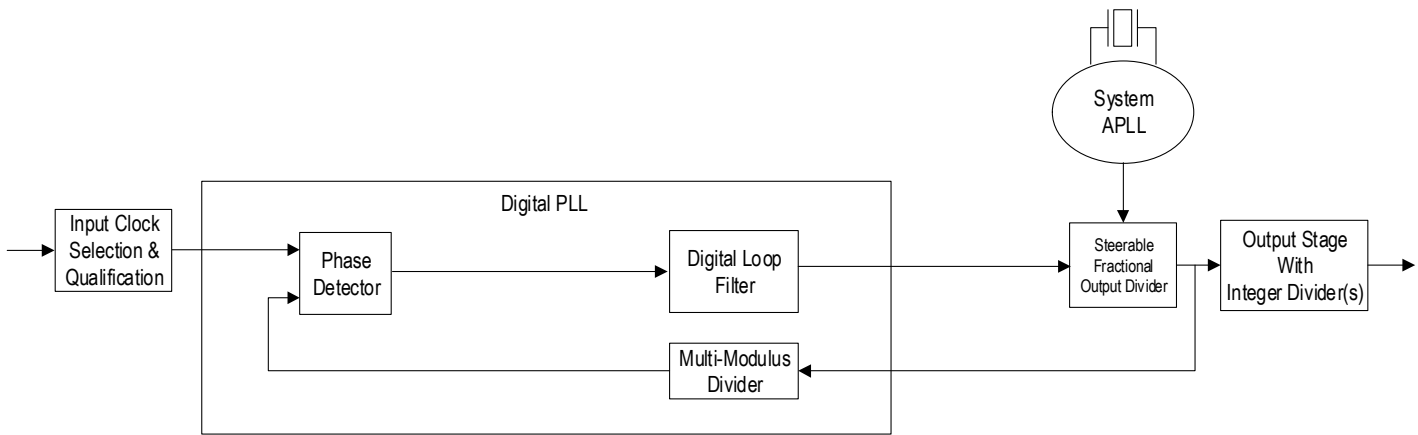 System
APLL
Digital PLL
Input Clock
Selection &
Qualification
Phase
Detector
Digital Loop
Filter
Steerable
Fractional
Output Divider
Output Stage
With
Integer Divider(s)
Multi-Modulus
Divider